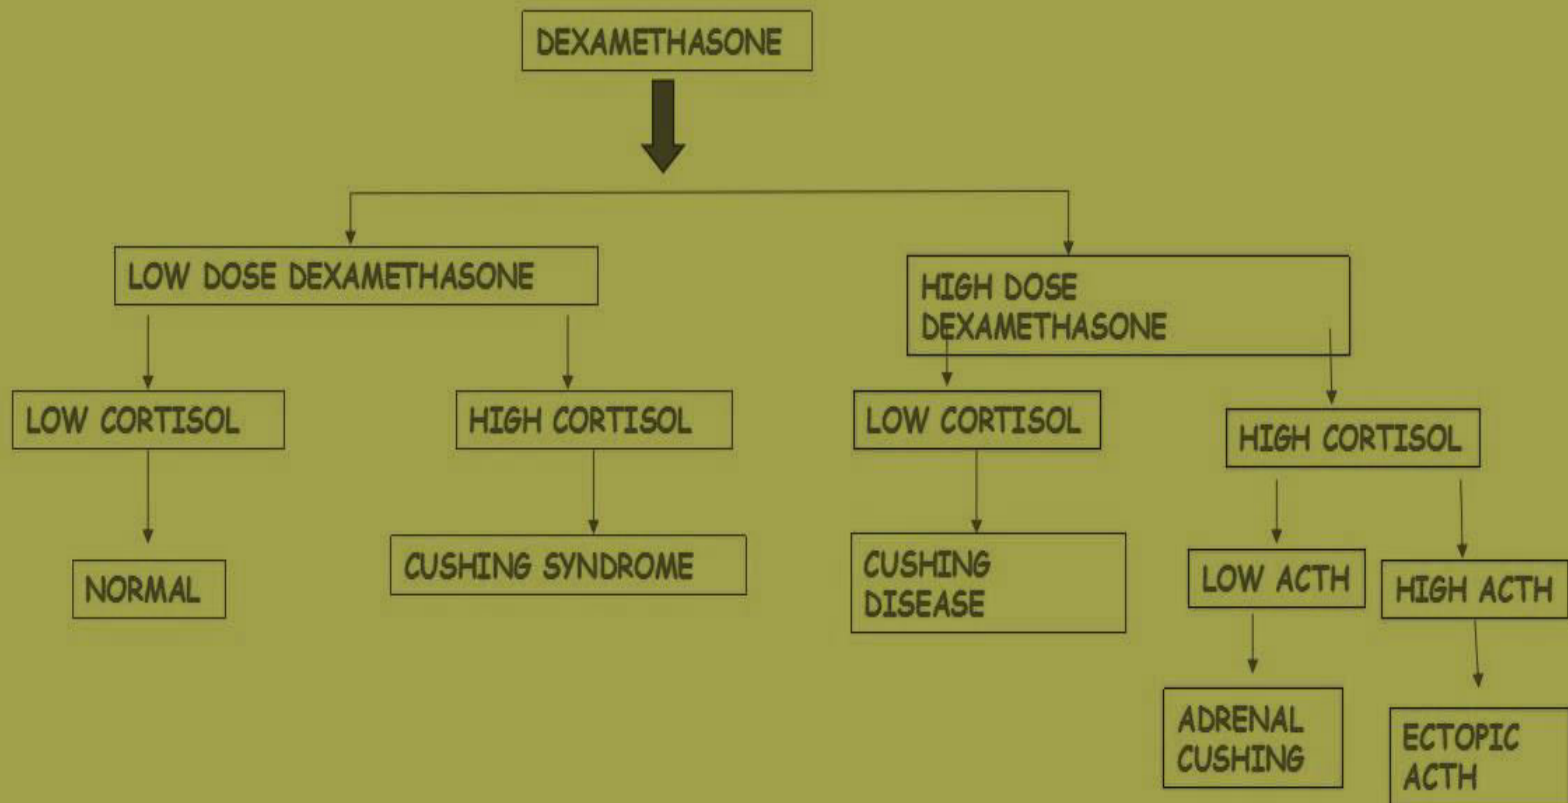 DEXAMETHASONE
LOW DOSE DEXAMETHASONE
HIGH DOSE
DEXAMETHASONE
LOW CORTISOL
HIGH CORTISOL
LOW CORTISOL
HIGH CORTISOL
NORMAL
CUSHING SYNDROME
CUSHING
DISEASE
LOW ACTH
HIGH ACTH
ADRENAL
CUSHING
ECTOPIC
ACTH